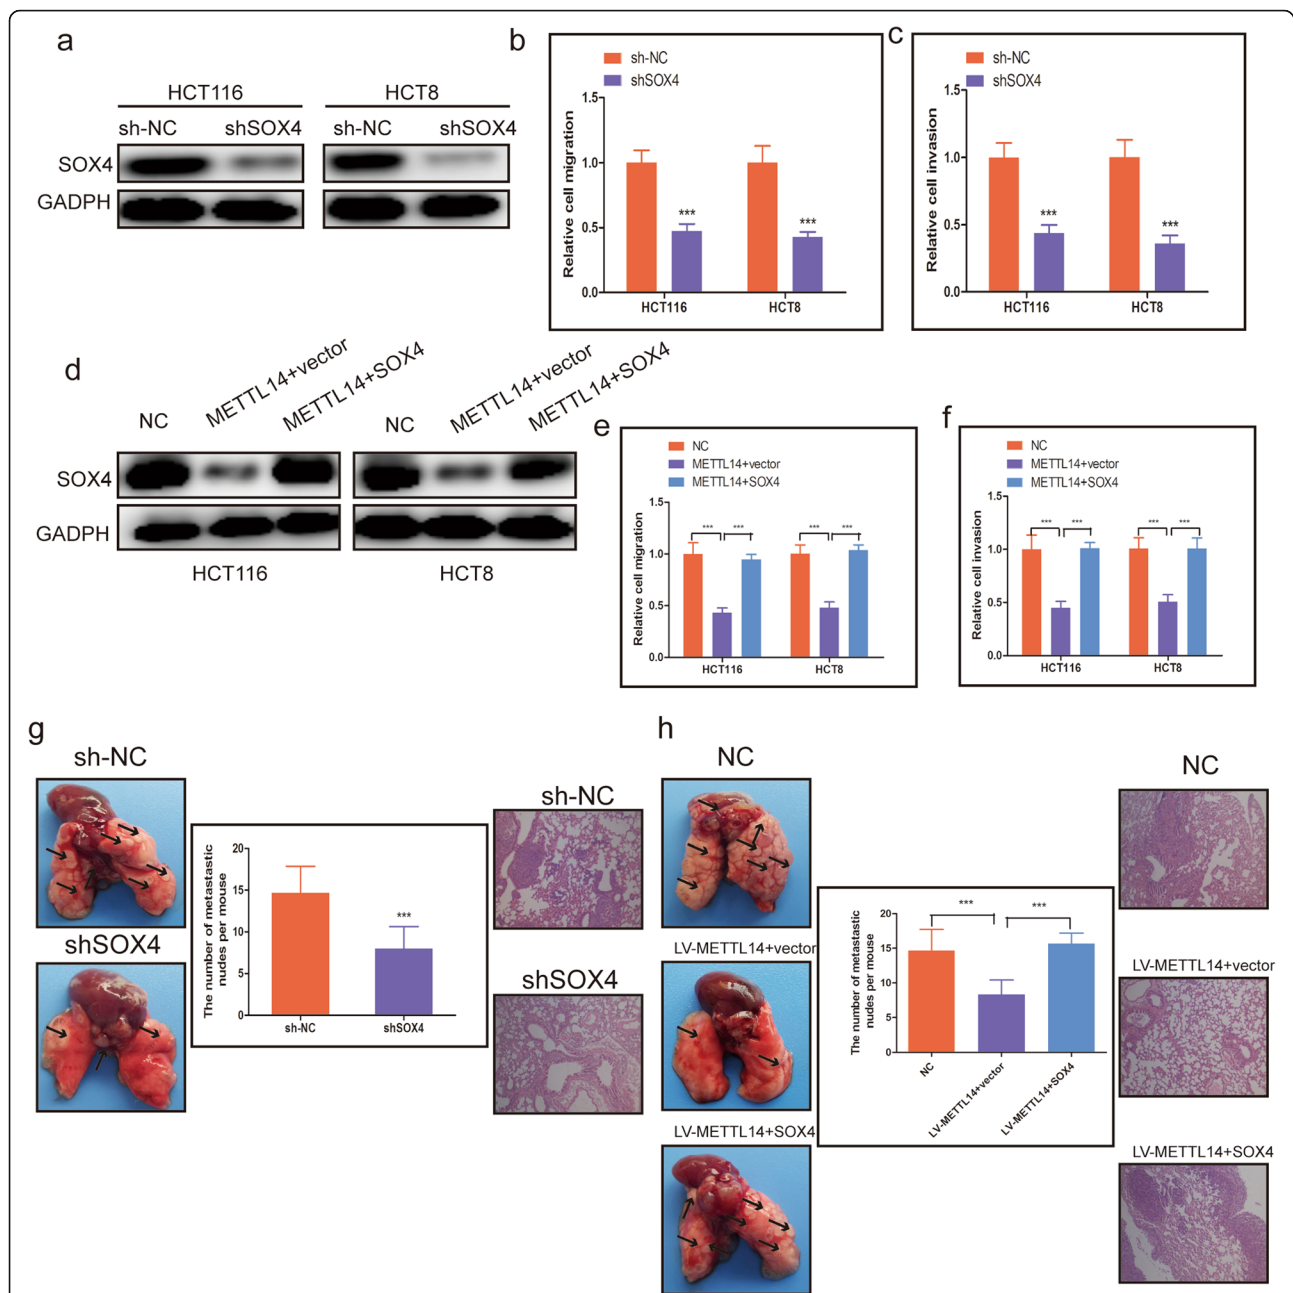 a
HCT116
HCT8
sh-NC
shSOX4
sh-NC
shSOX4
SOX4
GADPH
b
sh-NC
shSOX4
Relative cell migration
1.5
1.0
0.5
0.0
***
***
HCT116
HCT8
c
sh-NC
shSOX4
Relative cell invasion
1.5
1.0
0.5
0.0
***
***
HCT116
HCT8
d
NC
METTL14+vector
METTL14+SOX4
NC
METTL14+vector
METTL14+SOX4
SOX4
GADPH
HCT116
HCT8
e
NC
METTL14+vector
METTL14+SOX4
Relative cell migration
1.5
1.0
0.5
0.0
***
***
***
***
HCT116
HCT8
f
NC
METTL14+vector
METTL14+SOX4
Relative cell invasion
1.5
1.0
0.5
0.0
***
***
***
***
HCT116
HCT8
g
sh-NC
shSOX4
The number of metastastic
nudes per mouse
20
15
10
5
0
***
sh-NC
shSOX4
sh-NC
shSOX4
h
NC
LV-METTL14+vector
LV-METTL14+SOX4
The number of metastastic
nudes per mouse
20
15
10
5
0
***
***
NC
LV-METTL14+vector
LV-METTL14+SOX4
NC
LV-METTL14+vector
LV-METTL14+SOX4